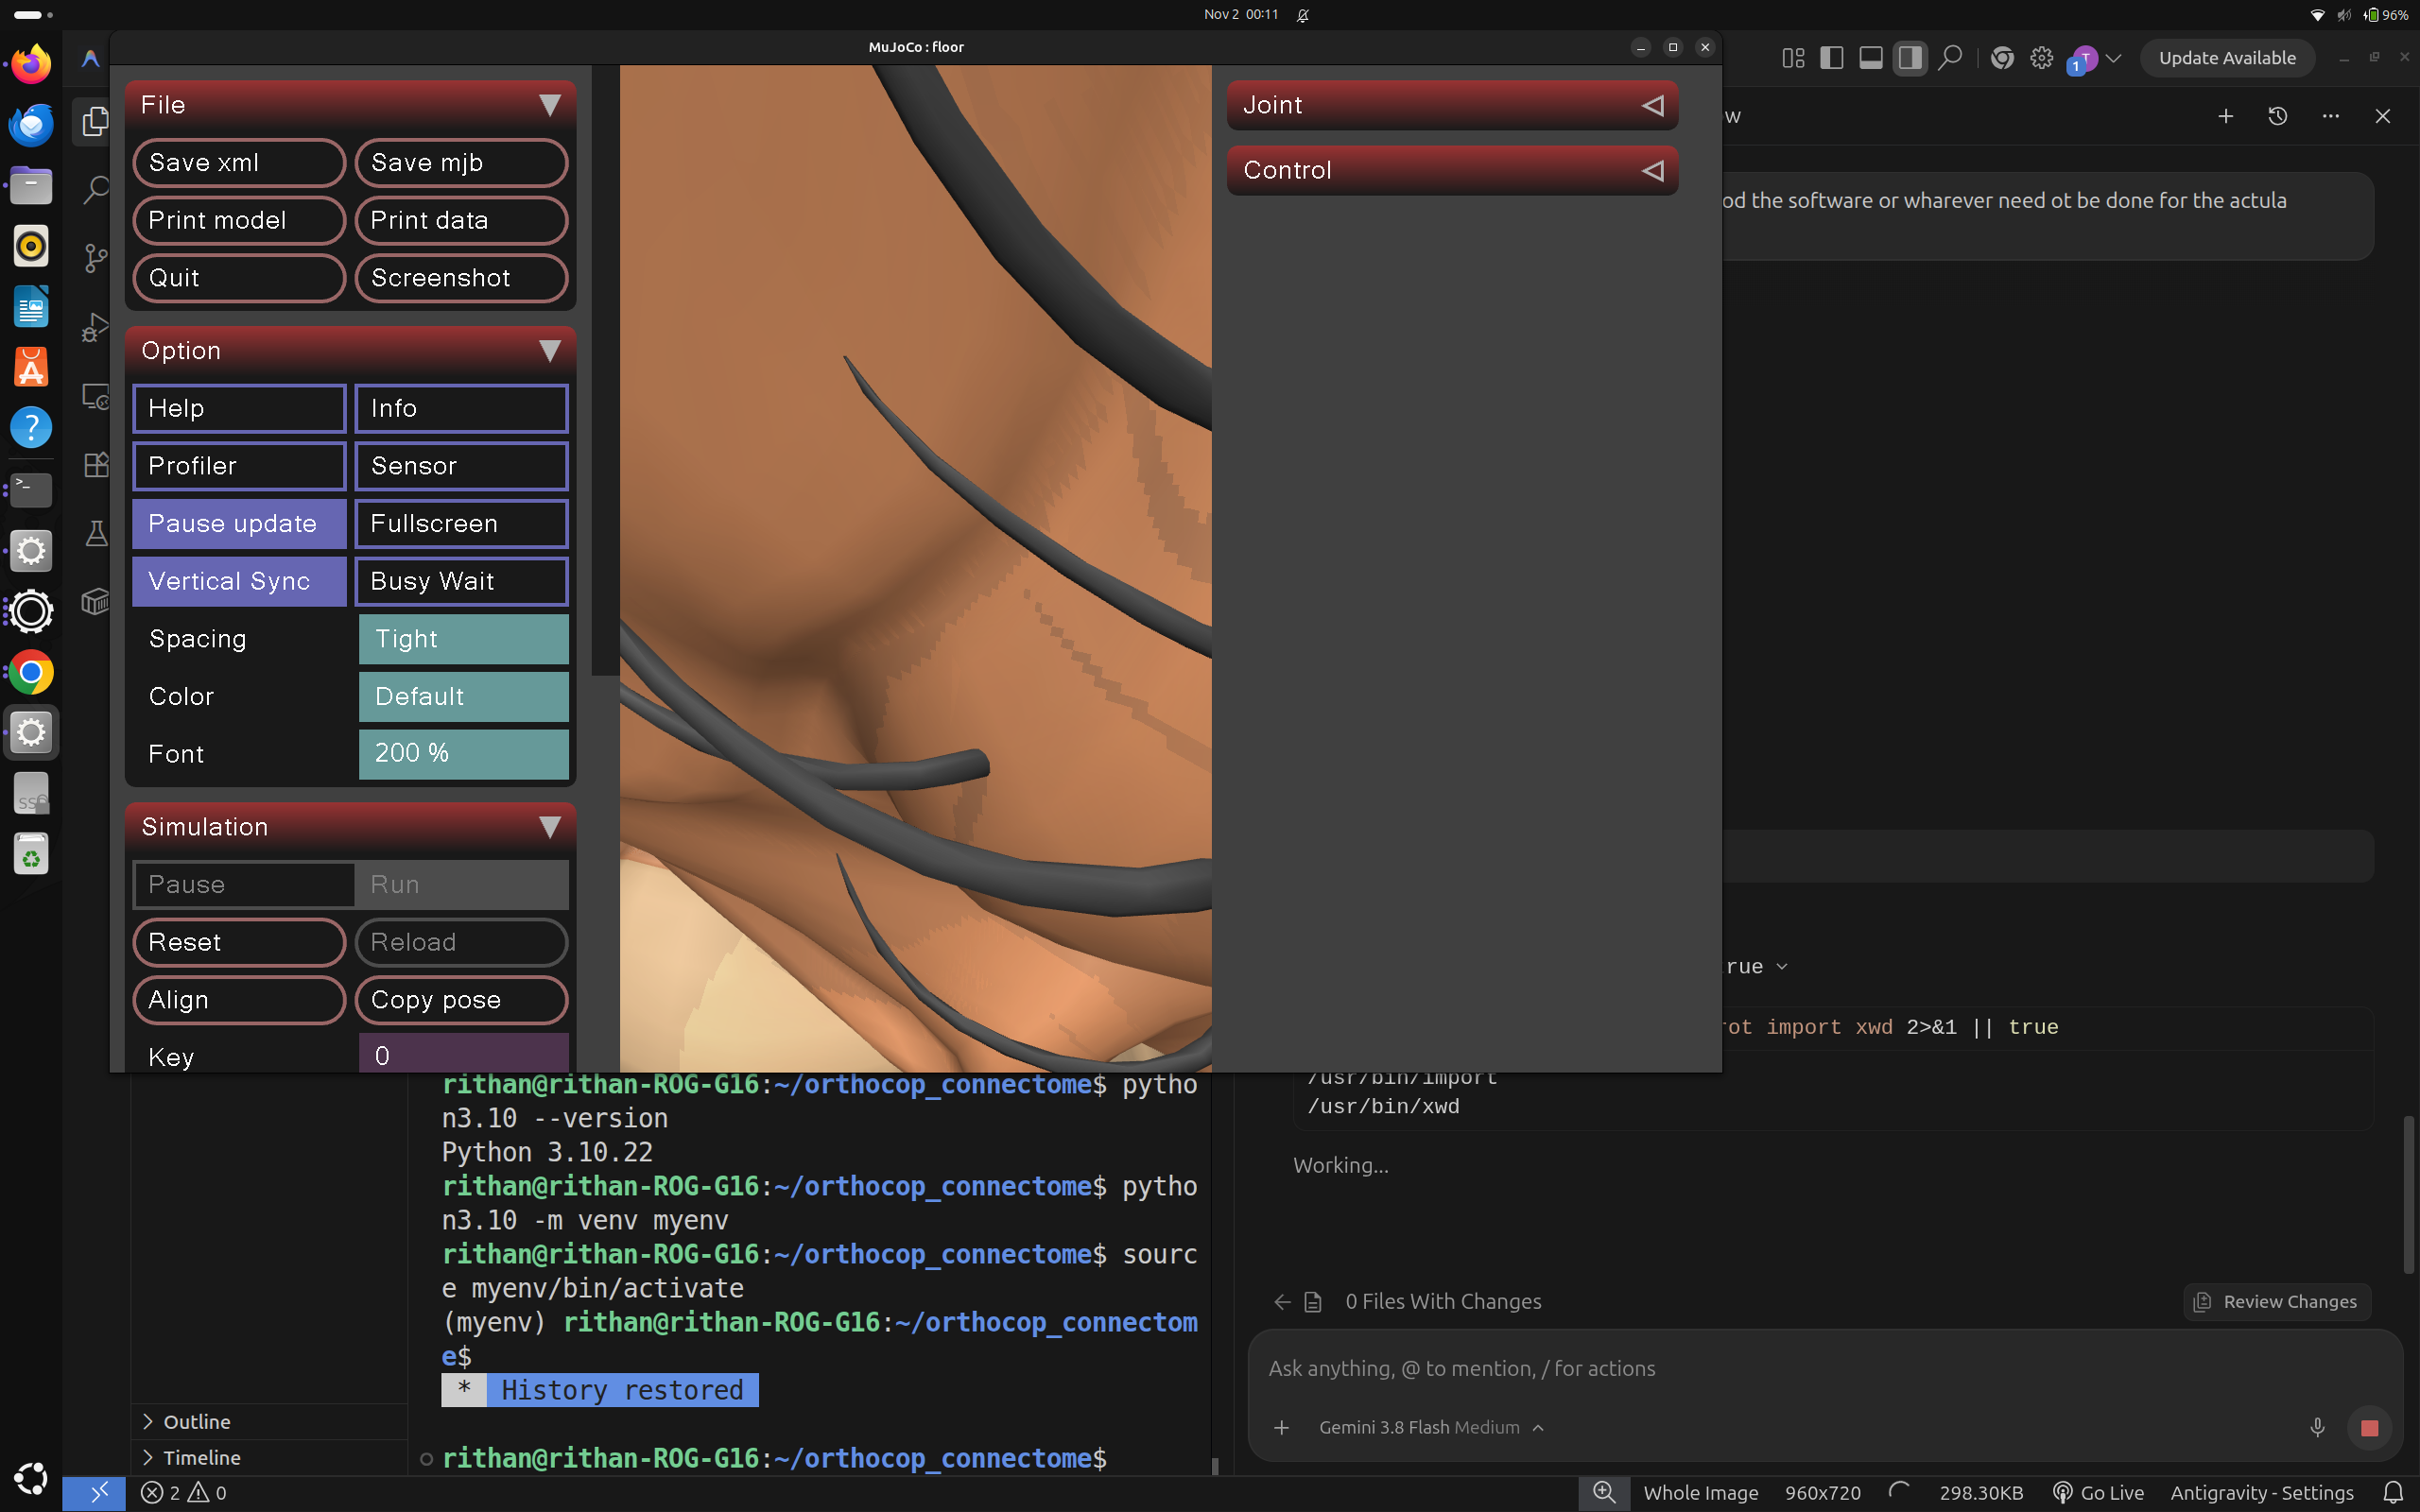 Nov 2 00:11
96%
MuJoCo : floor
Update Available
1
T
File
Save xml
Save mjb
Print model
Print data
Quit
Screenshot
Option
Help
Info
Profiler
Sensor
Pause update
Fullscreen
Vertical Sync
Busy Wait
Spacing
Tight
Color
Default
Font
200 %
Simulation
Pause
Run
Reset
Reload
Align
Copy pose
Key
0
Joint
Control
w
od the software or wharever need ot be done for the actula
rue
rot import xwd 2>&1 || true
/usr/bin/import
/usr/bin/xwd
Working...
0 Files With Changes
Review Changes
Ask anything, @ to mention, / for actions
Gemini 3.8 Flash Medium
rithan@rithan-ROG-G16:~/orthocop_connectome$ pytho
n3.10 --version
Python 3.10.22
rithan@rithan-ROG-G16:~/orthocop_connectome$ pytho
n3.10 -m venv myenv
rithan@rithan-ROG-G16:~/orthocop_connectome$ sourc
e myenv/bin/activate
(myenv) rithan@rithan-ROG-G16:~/orthocop_connectom
e$
* History restored
rithan@rithan-ROG-G16:~/orthocop_connectome$
Outline
Timeline
2 0
Whole Image
960x720
298.30KB
Go Live
Antigravity - Settings